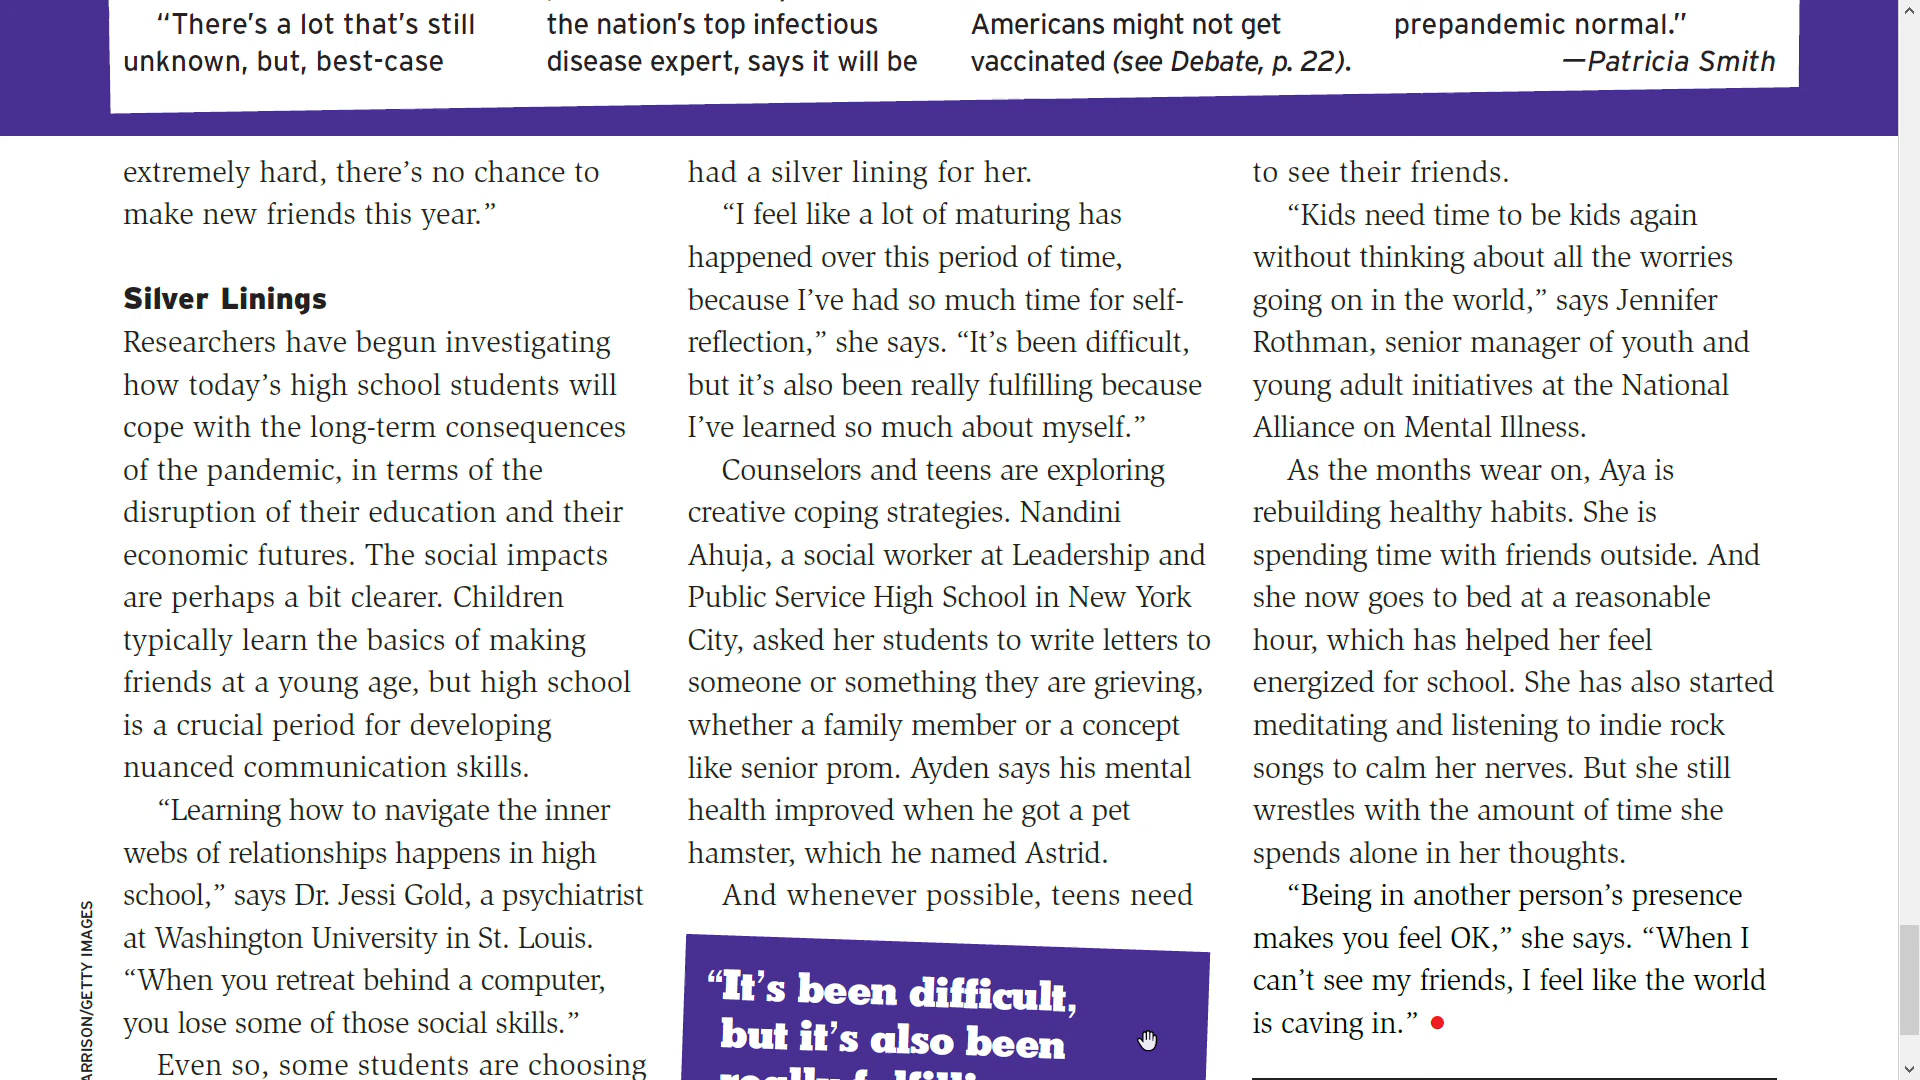 “There’s a lot that’s still
unknown, but, best-case
the nation’s top infectious
disease expert, says it will be
Americans might not get
vaccinated (see Debate, p. 22).
prepandemic normal.”
—Patricia Smith
extremely hard, there’s no chance to
make new friends this year.”
Silver Linings
Researchers have begun investigating
how today’s high school students will
cope with the long-term consequences
of the pandemic, in terms of the
disruption of their education and their
economic futures. The social impacts
are perhaps a bit clearer. Children
typically learn the basics of making
friends at a young age, but high school
is a crucial period for developing
nuanced communication skills.
“Learning how to navigate the inner
webs of relationships happens in high
school,” says Dr. Jessi Gold, a psychiatrist
at Washington University in St. Louis.
“When you retreat behind a computer,
you lose some of those social skills.”
Even so, some students are choosing
had a silver lining for her.
“I feel like a lot of maturing has
happened over this period of time,
because I’ve had so much time for self-
reflection,” she says. “It’s been difficult,
but it’s also been really fulfilling because
I’ve learned so much about myself.”
Counselors and teens are exploring
creative coping strategies. Nandini
Ahuja, a social worker at Leadership and
Public Service High School in New York
City, asked her students to write letters to
someone or something they are grieving,
whether a family member or a concept
like senior prom. Ayden says his mental
health improved when he got a pet
hamster, which he named Astrid.
And whenever possible, teens need
“It’s been difficult,
but it’s also been
to see their friends.
“Kids need time to be kids again
without thinking about all the worries
going on in the world,” says Jennifer
Rothman, senior manager of youth and
young adult initiatives at the National
Alliance on Mental Illness.
As the months wear on, Aya is
rebuilding healthy habits. She is
spending time with friends outside. And
she now goes to bed at a reasonable
hour, which has helped her feel
energized for school. She has also started
meditating and listening to indie rock
songs to calm her nerves. But she still
wrestles with the amount of time she
spends alone in her thoughts.
“Being in another person’s presence
makes you feel OK,” she says. “When I
can’t see my friends, I feel like the world
is caving in.”
ARRISON/GETTY IMAGES